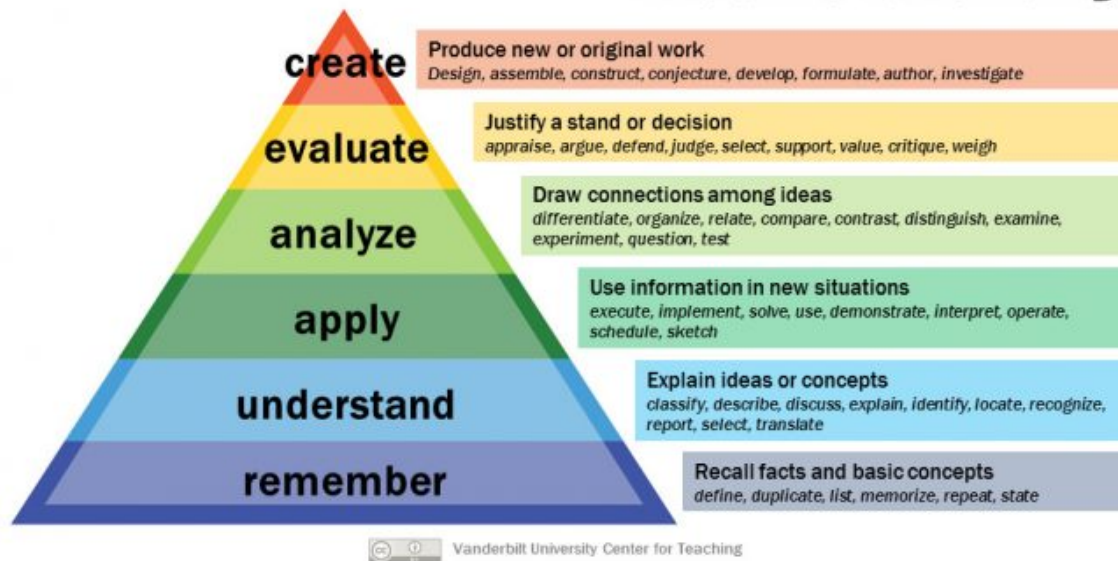 create
Produce new or original work
Design, assemble, construct, conjecture, develop, formulate, author, investigate
evaluate
Justify a stand or decision
appraise, argue, defend, judge, select, support, value, critique, weigh
analyze
Draw connections among ideas
differentiate, organize, relate, compare, contrast, distinguish, examine,
experiment, question, test
apply
Use information in new situations
execute, implement, solve, use, demonstrate, interpret, operate,
schedule, sketch
understand
Explain ideas or concepts
classify, describe, discuss, explain, identify, locate, recognize,
report, select, translate
remember
Recall facts and basic concepts
define, duplicate, list, memorize, repeat, state
cc
Vanderbilt University Center for Teaching